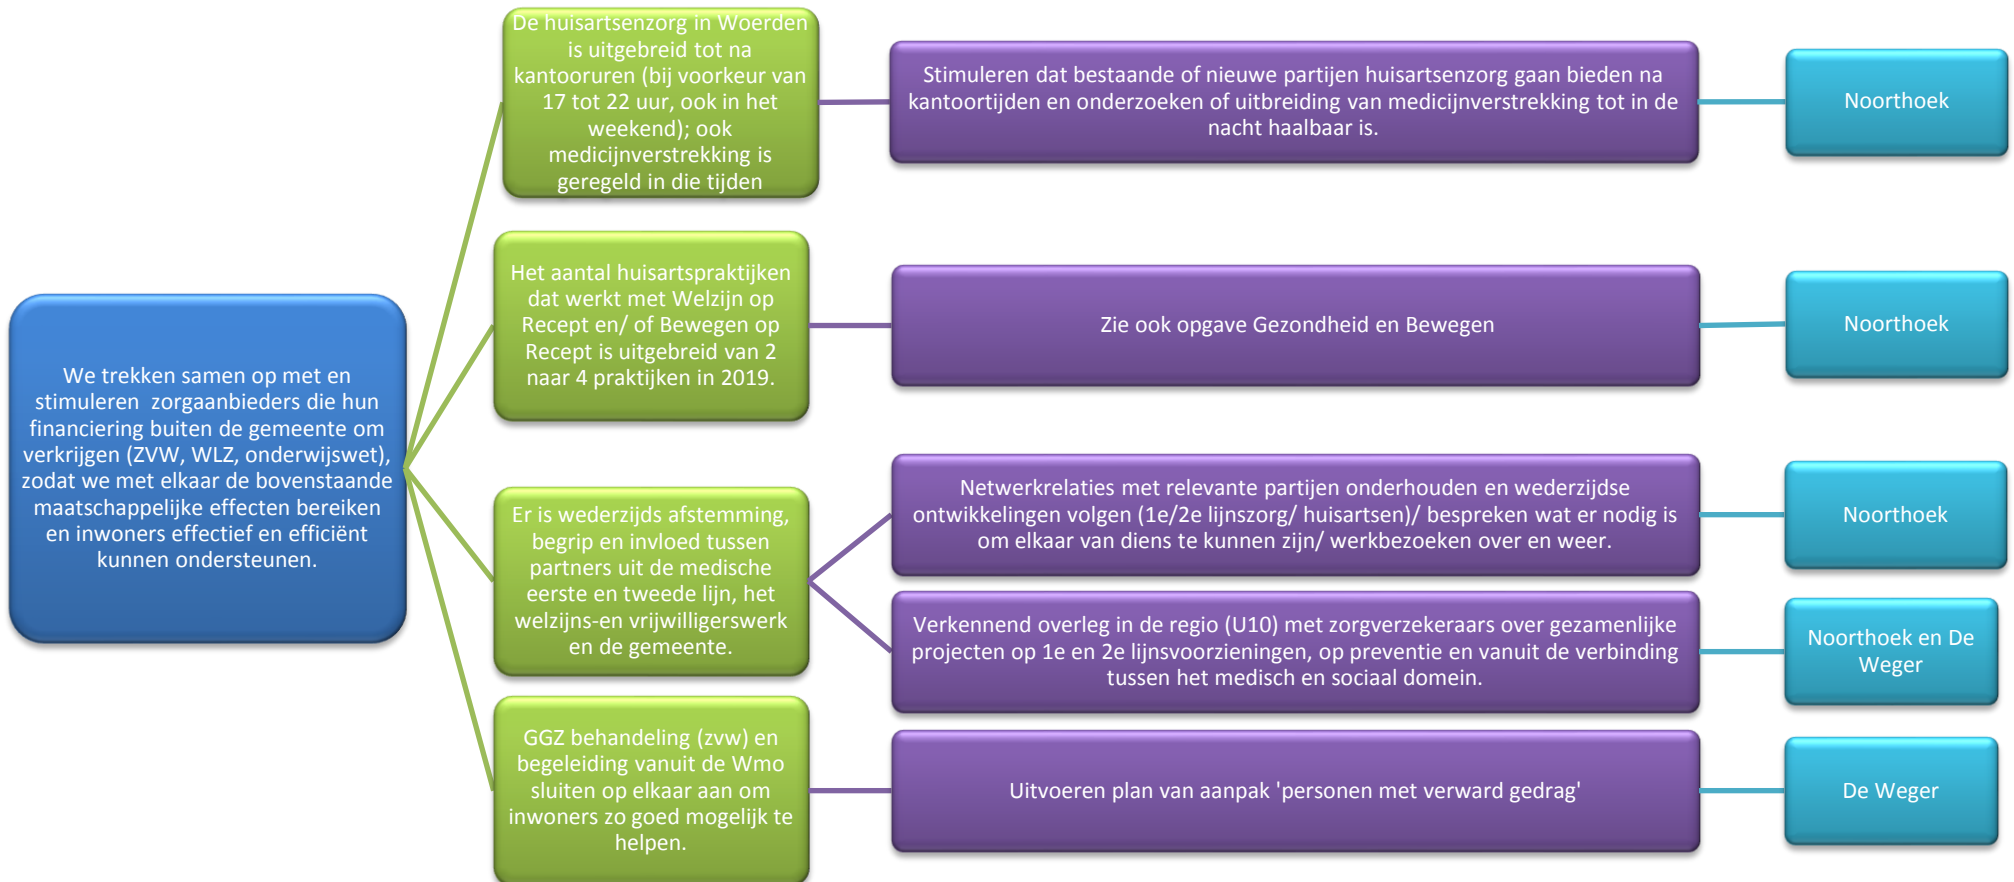 We trekken samen op met en
stimuleren  zorgaanbieders die hun
financiering buiten de gemeente om
verkrijgen (ZVW, WLZ, onderwijswet),
zodat we met elkaar de bovenstaande
maatschappelijke effecten bereiken
en inwoners effectief en efficiënt
kunnen ondersteunen.
De huisartsenzorg in Woerden
is uitgebreid tot na
kantooruren (bij voorkeur van
17 tot 22 uur, ook in het
weekend); ook
medicijnverstrekking is
geregeld in die tijden
Stimuleren dat bestaande of nieuwe partijen huisartsenzorg gaan bieden na
kantoortijden en onderzoeken of uitbreiding van medicijnverstrekking tot in de
nacht haalbaar is.
Noorthoek
Het aantal huisartspraktijken
dat werkt met Welzijn op
Recept en/ of Bewegen op
Recept is uitgebreid van 2
naar 4 praktijken in 2019.
Zie ook opgave Gezondheid en Bewegen
Noorthoek
Er is wederzijds afstemming,
begrip en invloed tussen
partners uit de medische
eerste en tweede lijn, het
welzijns-en vrijwilligerswerk
en de gemeente.
Netwerkrelaties met relevante partijen onderhouden en wederzijdse
ontwikkelingen volgen (1e/2e lijnszorg/ huisartsen)/ bespreken wat er nodig is
om elkaar van diens te kunnen zijn/ werkbezoeken over en weer.
Noorthoek
Verkennend overleg in de regio (U10) met zorgverzekeraars over gezamenlijke
projecten op 1e en 2e lijnsvoorzieningen, op preventie en vanuit de verbinding
tussen het medisch en sociaal domein.
Noorthoek en De
Weger
GGZ behandeling (zvw) en
begeleiding vanuit de Wmo
sluiten op elkaar aan om
inwoners zo goed mogelijk te
helpen.
Uitvoeren plan van aanpak 'personen met verward gedrag'
De Weger